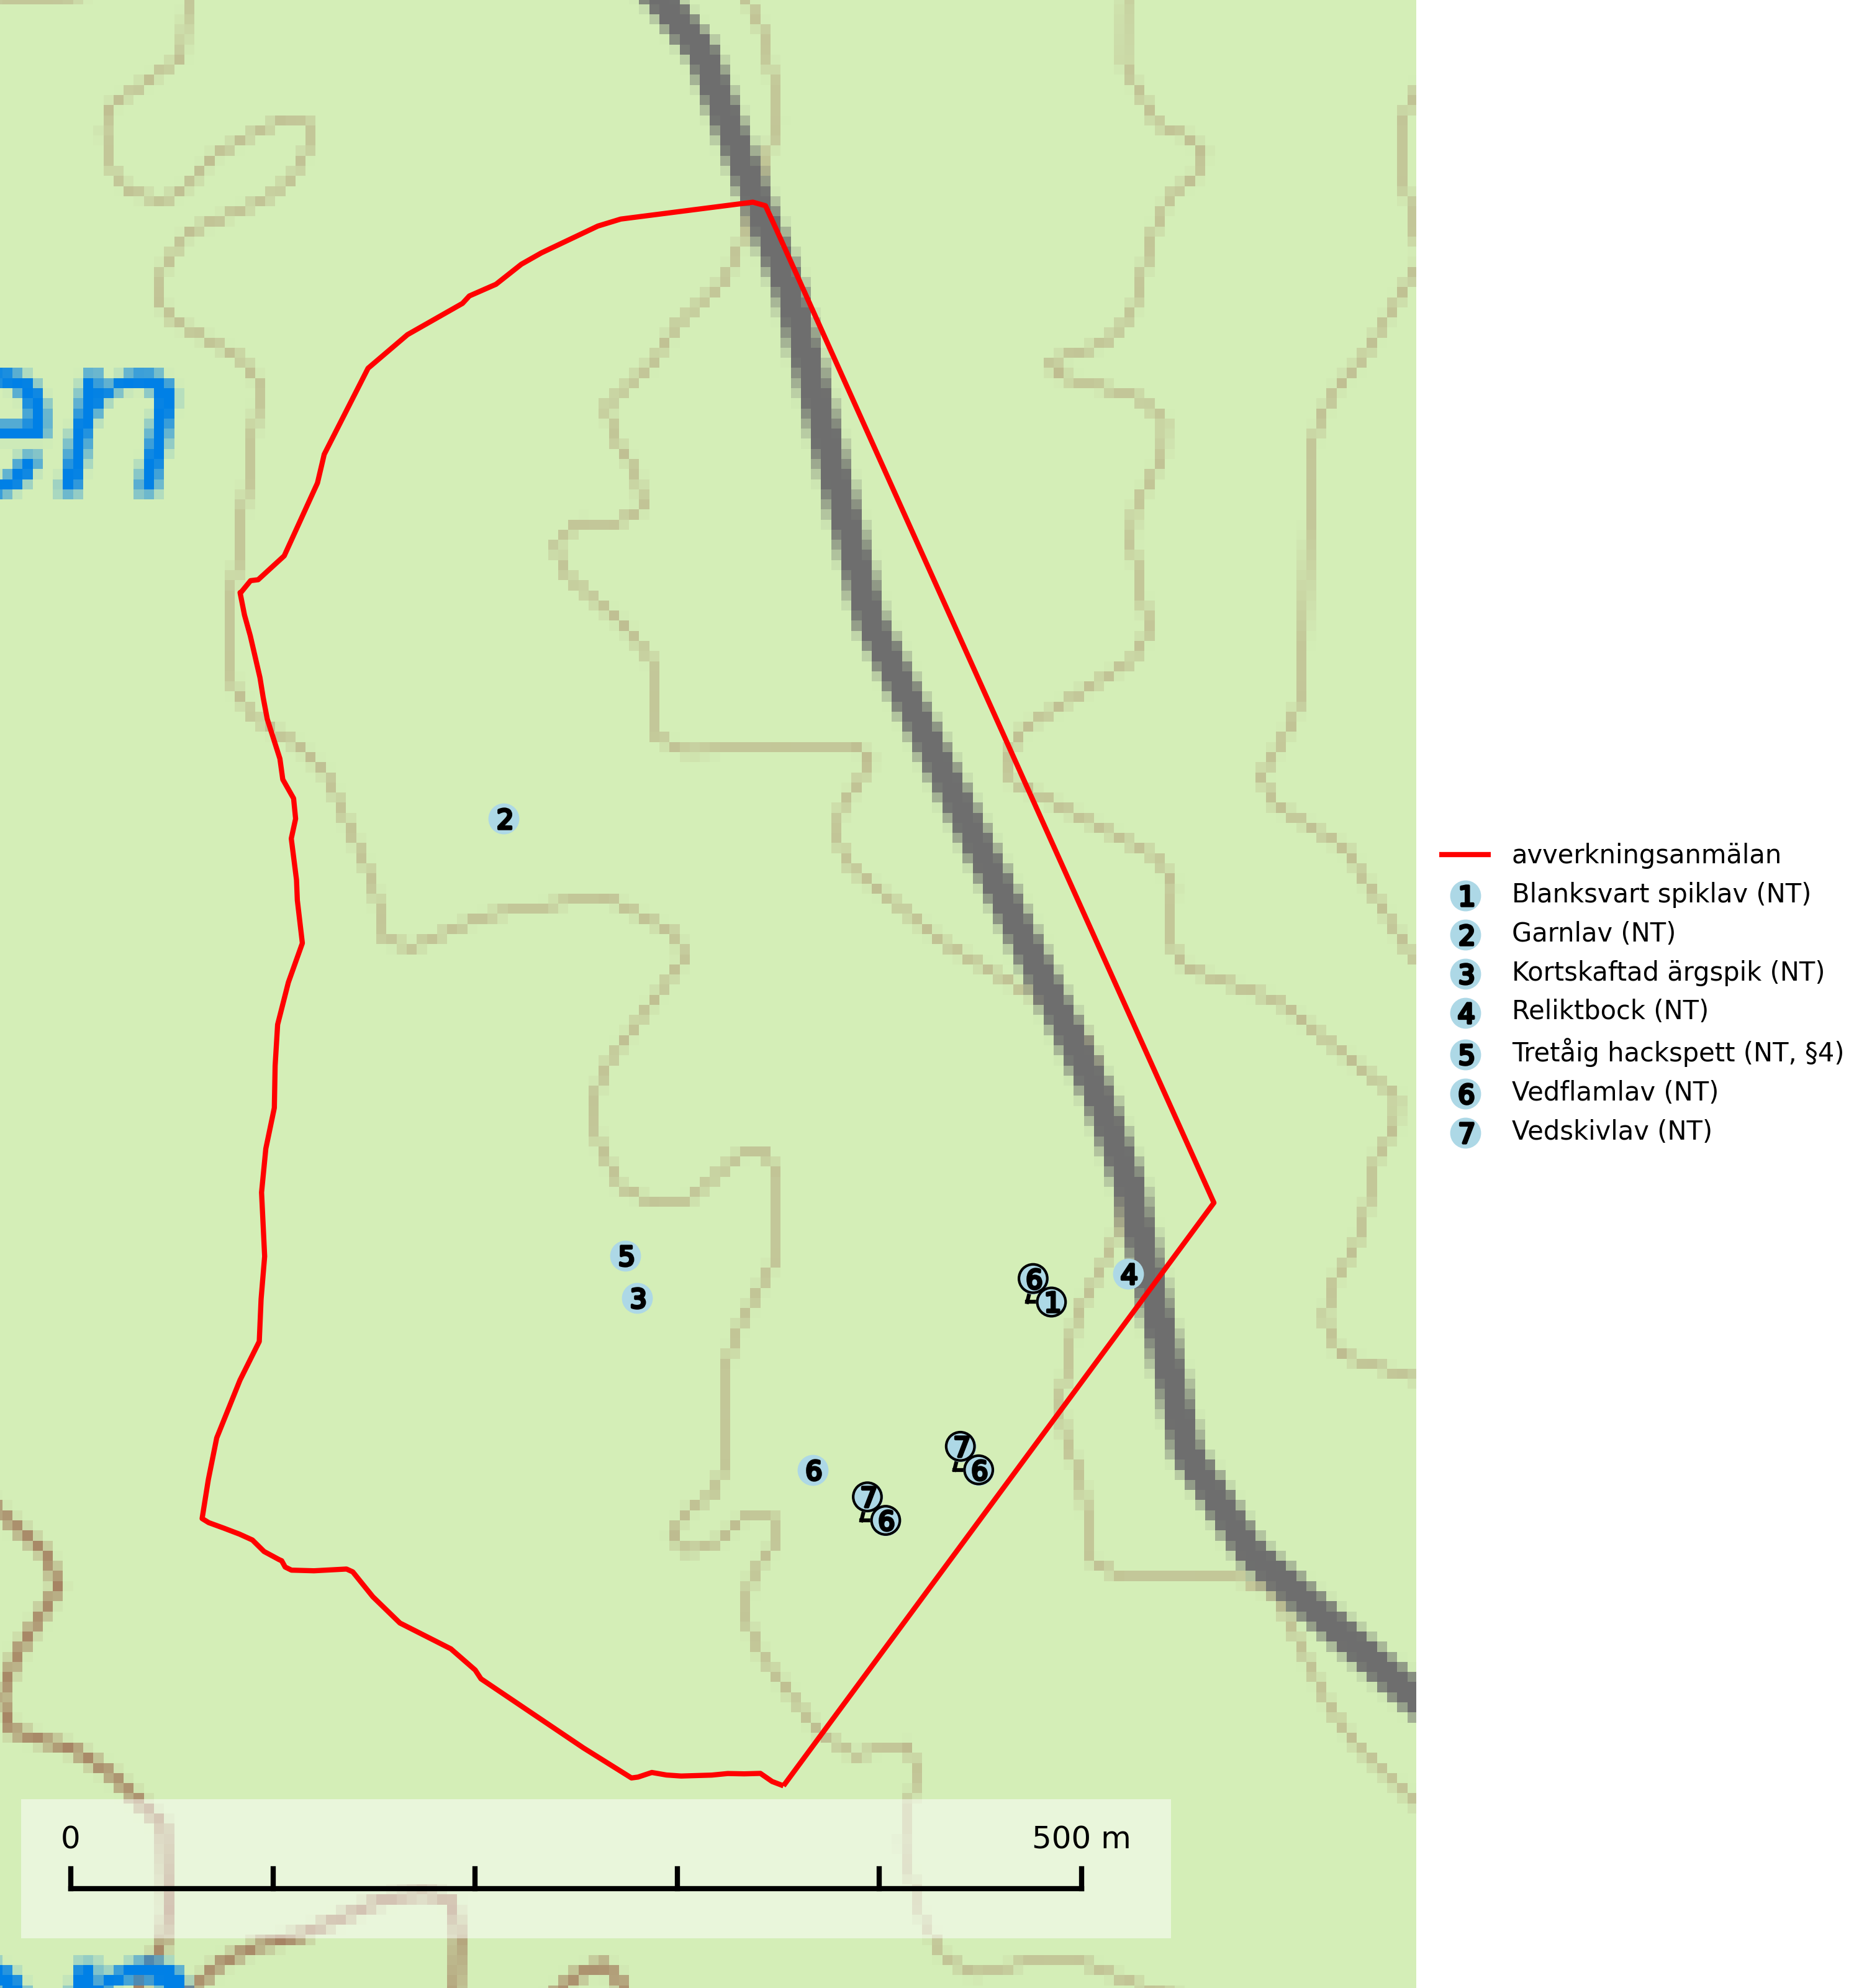 en
2
5
3
6
1
4
7
6
6
7
6
avverkningsanmälan
1 Blanksvart spiklav (NT)
2 Garnlav (NT)
3 Kortskaftad ärgspik (NT)
4 Reliktbock (NT)
5 Tretåig hackspett (NT, §4)
6 Vedflamlav (NT)
7 Vedskivlav (NT)
0 500 m